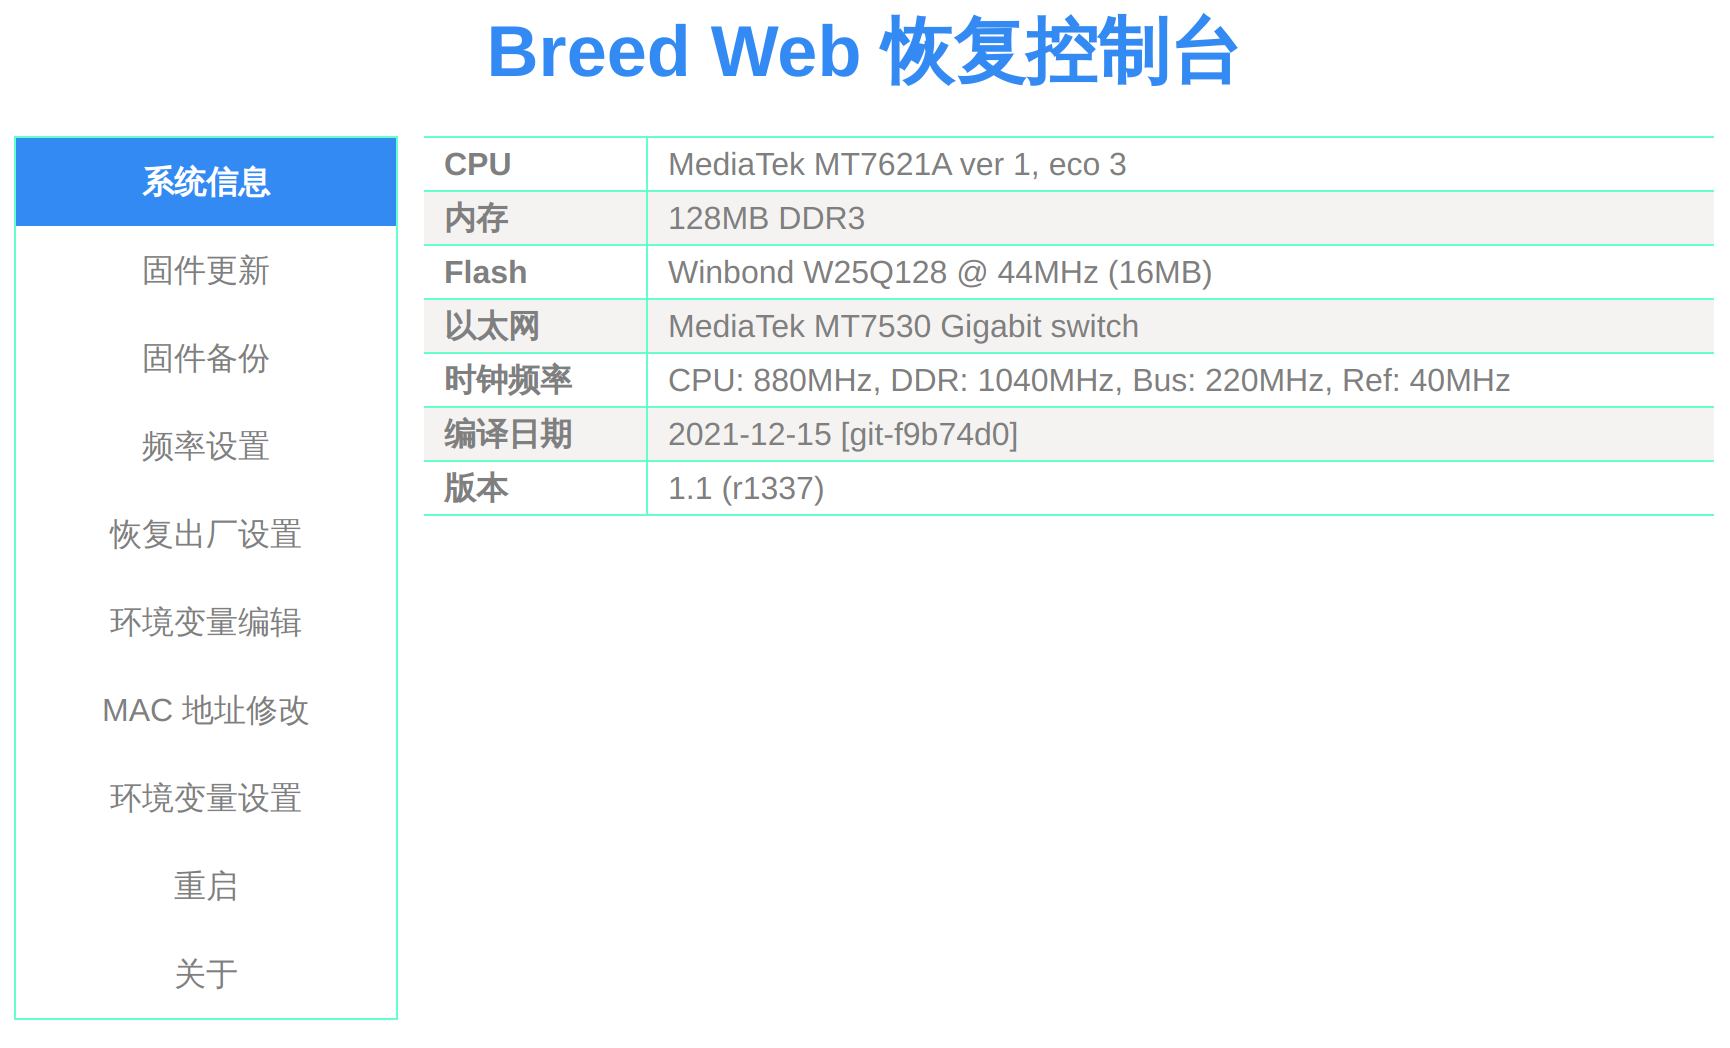 Breed Web 恢复控制台
系统信息
固件更新
固件备份
频率设置
恢复出厂设置
环境变量编辑
MAC 地址修改
环境变量设置
重启
关于
CPU MediaTek MT7621A ver 1, eco 3
内存 128MB DDR3
Flash Winbond W25Q128 @ 44MHz (16MB)
以太网 MediaTek MT7530 Gigabit switch
时钟频率 CPU: 880MHz, DDR: 1040MHz, Bus: 220MHz, Ref: 40MHz
编译日期 2021-12-15 [git-f9b74d0]
版本 1.1 (r1337)